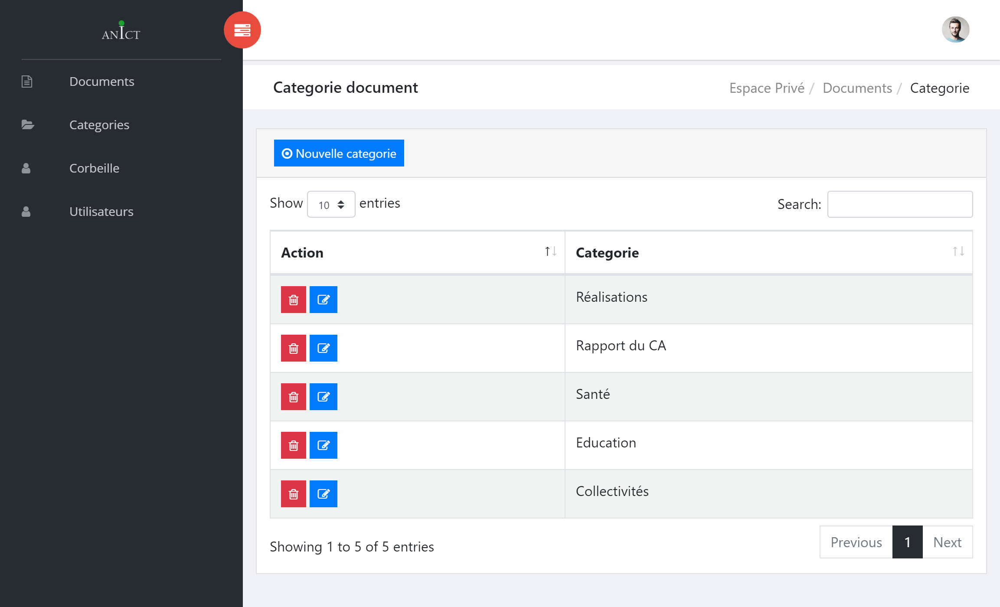 ANICT
Documents
Categories
Corbeille
Utilisateurs
Categorie document
Espace Privé / Documents / Categorie
Nouvelle categorie
Show 10 entries
Search:
Action Categorie
Réalisations
Rapport du CA
Santé
Education
Collectivités
Showing 1 to 5 of 5 entries
Previous 1 Next